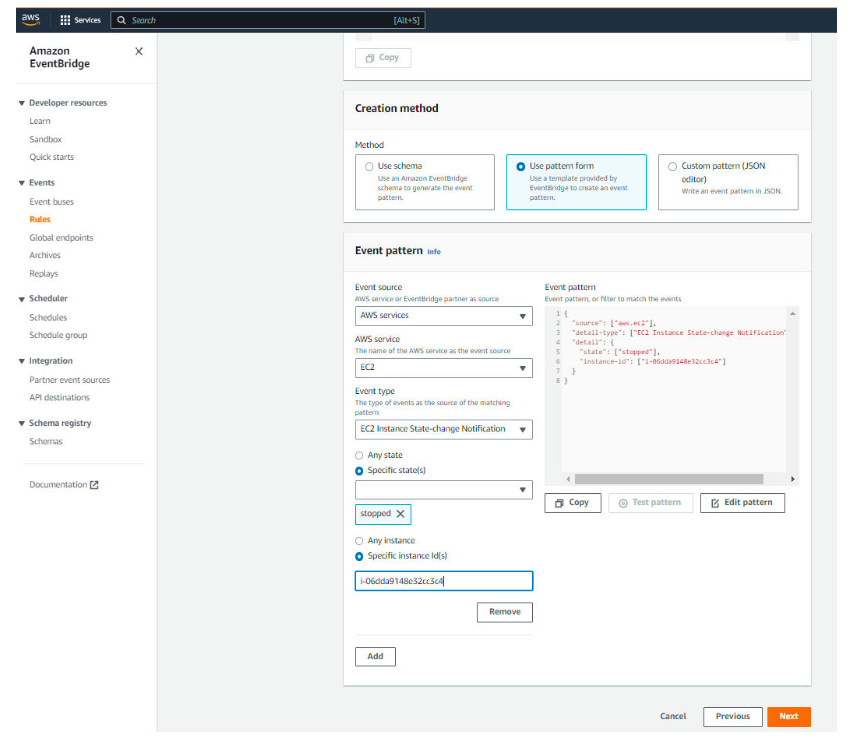 aws
Services
Search
[Alt+S]
Amazon
EventBridge
Developer resources
Learn
Sandbox
Quick starts
Events
Event buses
Rules
Global endpoints
Archives
Replays
Scheduler
Schedules
Schedule group
Integration
Partner event sources
API destinations
Schema registry
Schemas
Documentation
Copy
Creation method
Method
Use schema
Use an Amazon EventBridge
schema to generate the event
pattern.
Use pattern form
Use a template provided by
EventBridge to create an event
pattern.
Custom pattern (JSON
editor)
Write an event pattern in JSON.
Event pattern Info
Event source
AWS service or EventBridge partner as source
AWS services
AWS service
The name of the AWS service as the event source
EC2
Event type
The type of events as the source of the matching
pattern
EC2 Instance State-change Notification
Any state
Specific state(s)
stopped
Any instance
Specific instance Id(s)
i-06dda9148e32cc3c4
Remove
Add
Event pattern
Event pattern, or filter to match the events
1 {
2 "source": ["aws.ec2"],
3 "detail-type": ["EC2 Instance State-change Notification"
4 "detail": {
5 "state": ["stopped"],
6 "instance-id": ["i-06dda9148e32cc3c4"]
7 }
8 }
Copy
Test pattern
Edit pattern
Cancel
Previous
Next